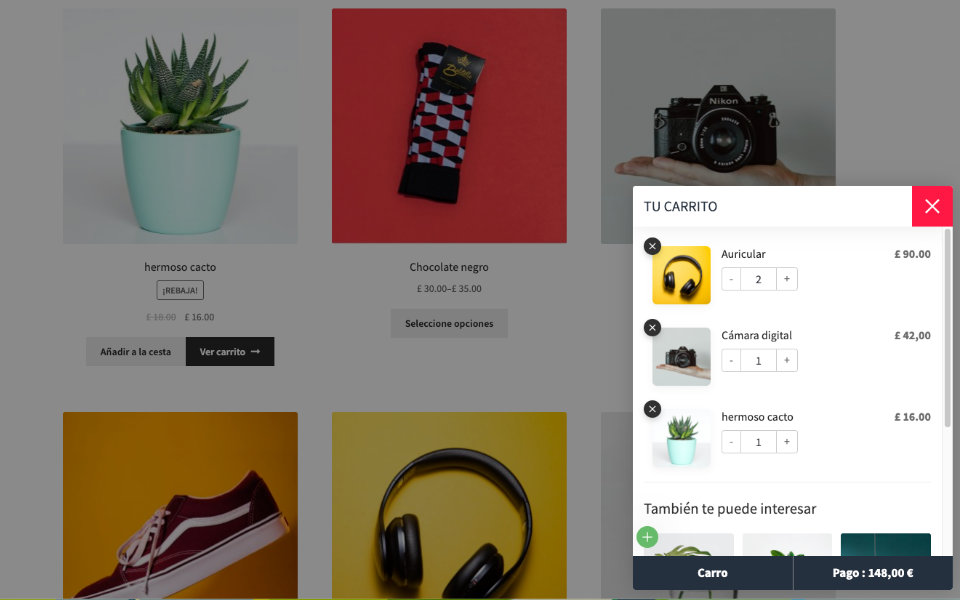 Nikon
TU CARRITO
hermoso cacto
¡REBAJA!
£ 18.00 £ 16.00
Añadir a la cesta
Ver carrito →
Chocolate negro
£ 30.00–£ 35.00
Seleccione opciones
Auricular
£ 90.00
- 2 +
Cámara digital
£ 42,00
- 1 +
hermoso cacto
£ 16.00
- 1 +
También te puede interesar
Carro
Pago : 148,00 €